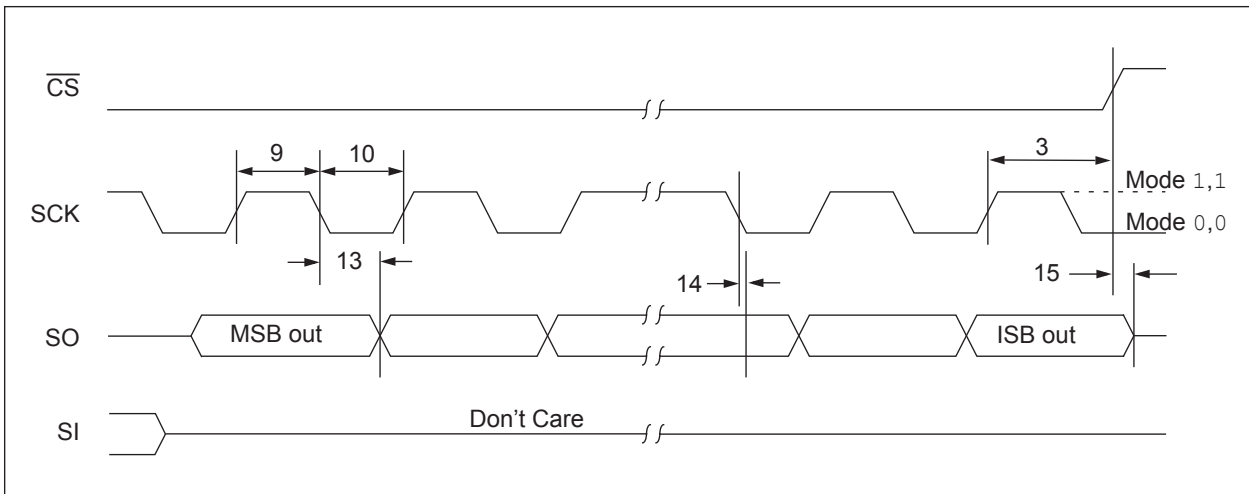 CS
9
10
3
Mode 1,1
SCK
Mode 0,0
13
14
15
SO
MSB out
ISB out
SI
Don't Care